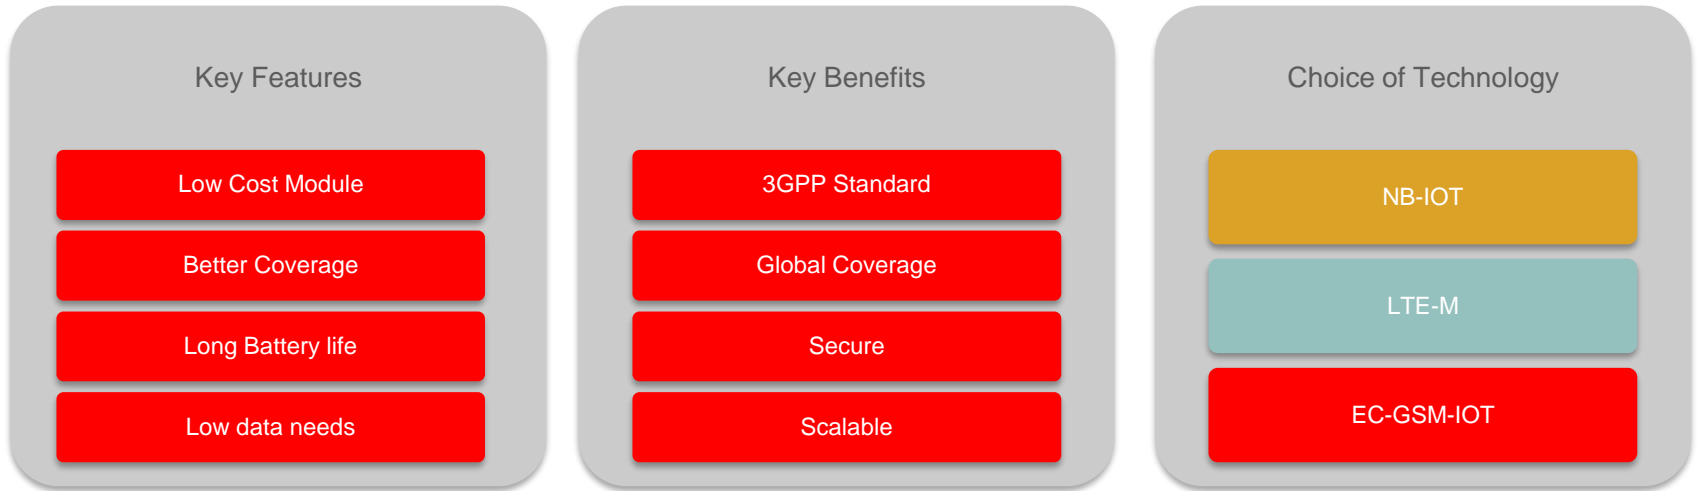 Key Features
Low Cost Module
Better Coverage
Long Battery life
Low data needs
Key Benefits
3GPP Standard
Global Coverage
Secure
Scalable
Choice of Technology
NB-IOT
LTE-M
EC-GSM-IOT